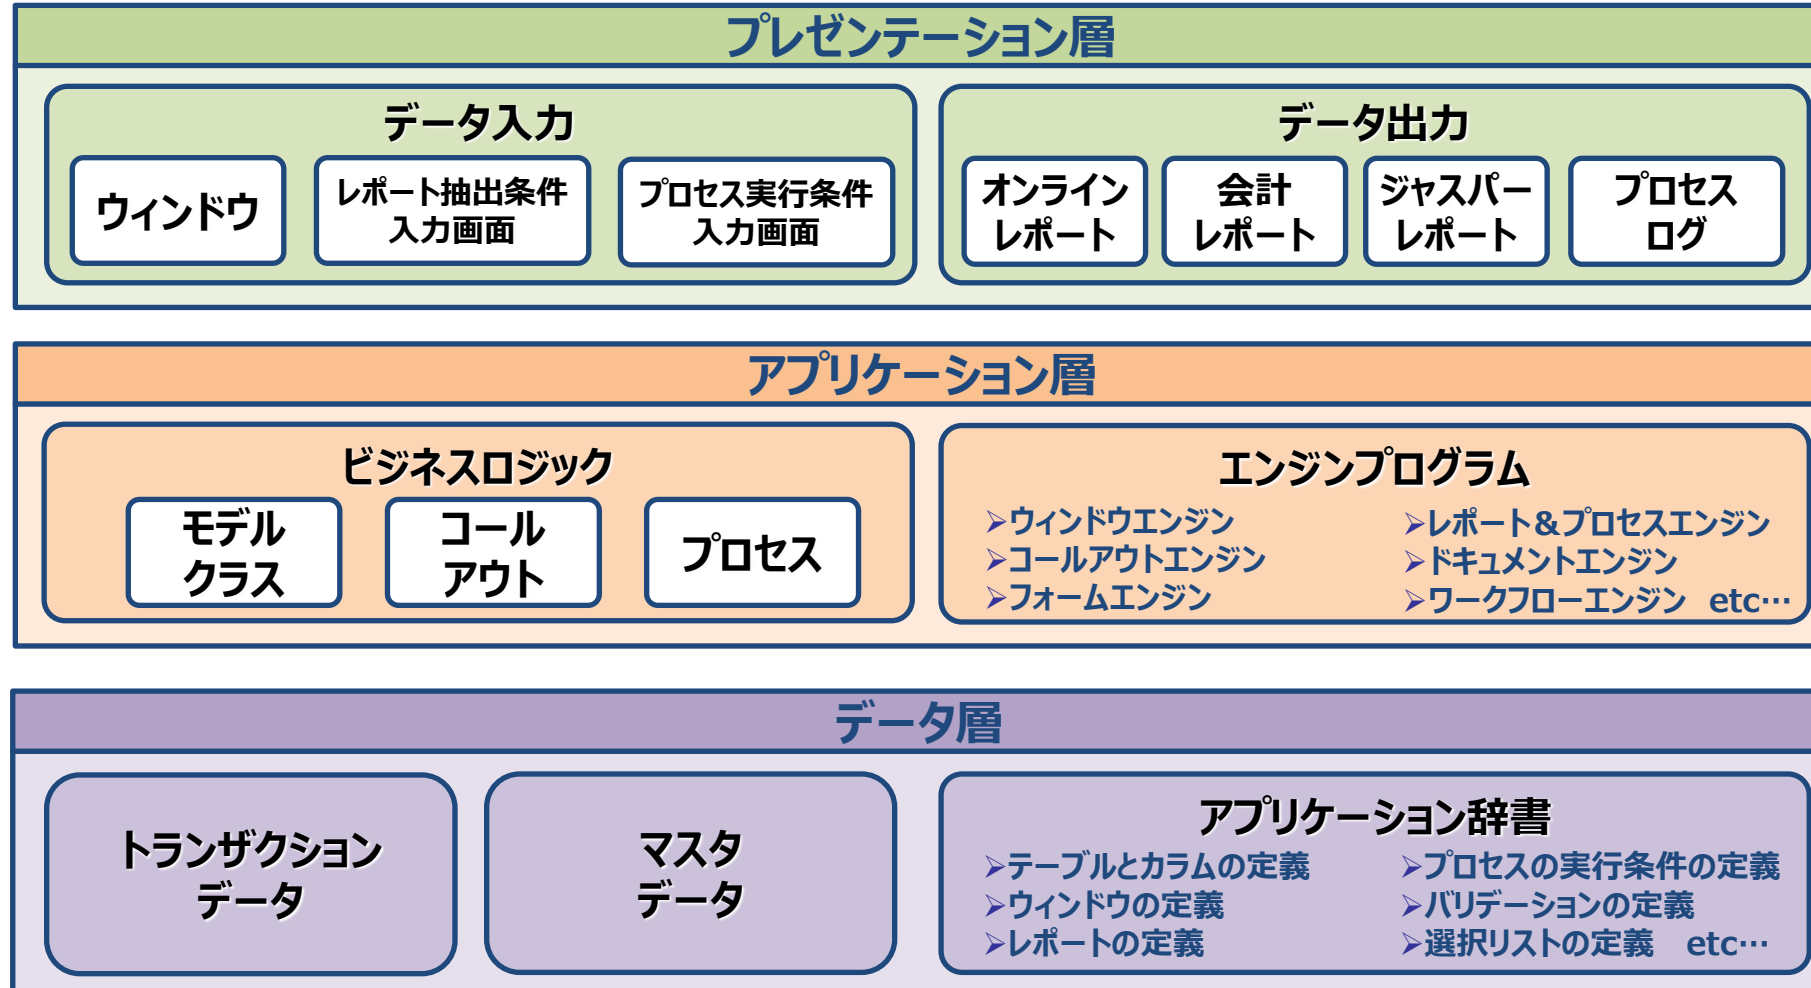 プレゼンテーション層
データ入力
ウィンドウ
レポート抽出条件
入力画面
プロセス実行条件
入力画面
データ出力
オンライン
レポート
会計
レポート
ジャスパー
レポート
プロセス
ログ
アプリケーション層
ビジネスロジック
モデル
クラス
コール
アウト
プロセス
エンジンプログラム
➢ウィンドウエンジン
➢コールアウトエンジン
➢フォームエンジン
➢レポート&プロセスエンジン
➢ドキュメントエンジン
➢ワークフローエンジン etc…
データ層
トランザクション
データ
マスタ
データ
アプリケーション辞書
➢テーブルとカラムの定義
➢ウィンドウの定義
➢レポートの定義
➢プロセスの実行条件の定義
➢バリデーションの定義
➢選択リストの定義 etc…